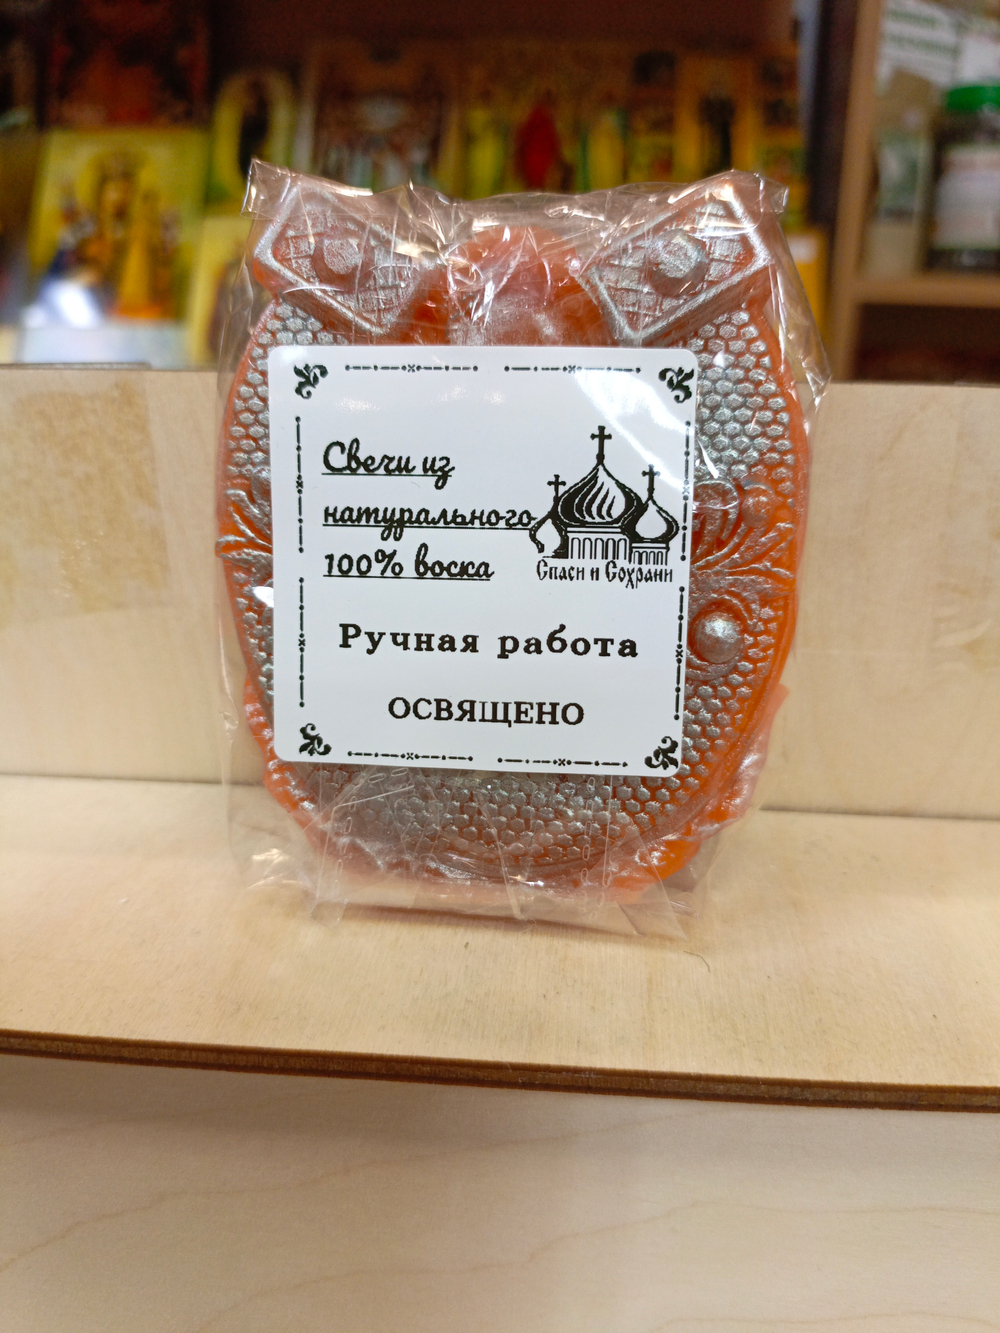 Свечи из
натурального
100% воска
Спаси и Сохрани
Ручная работа
ОСВЯЩЕНО